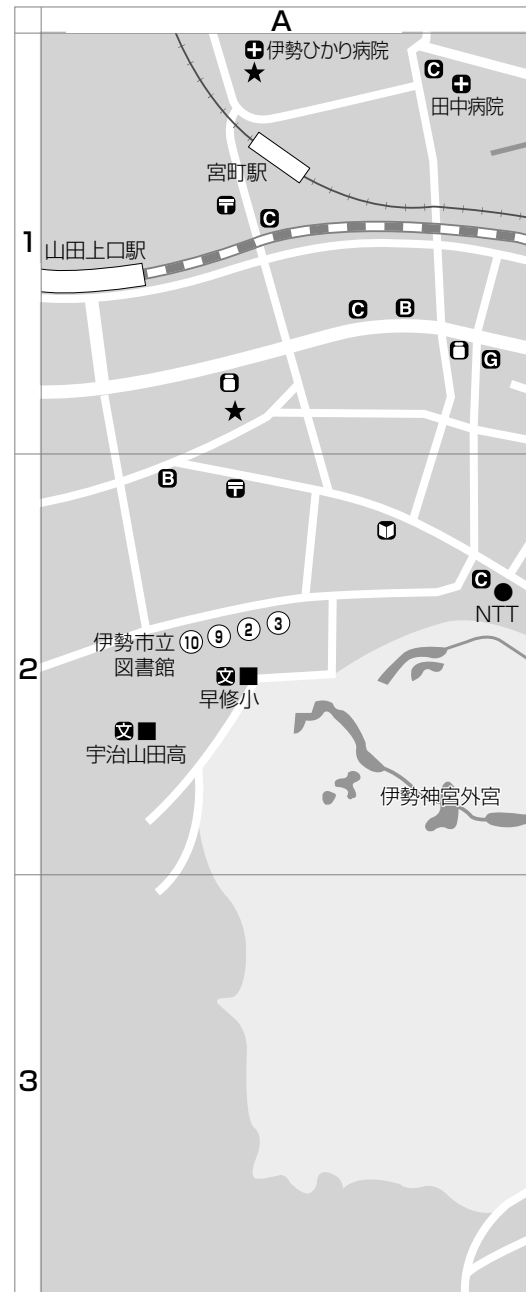 A
伊勢ひかり病院
C
田中病院
宮町駅
〒
C
1
山田上口駅
C
B
G
B
〒
C
NTT
伊勢市立
図書館
⑩
⑨
②
③
2
文
早修小
文
宇治山田高
伊勢神宮外宮
3